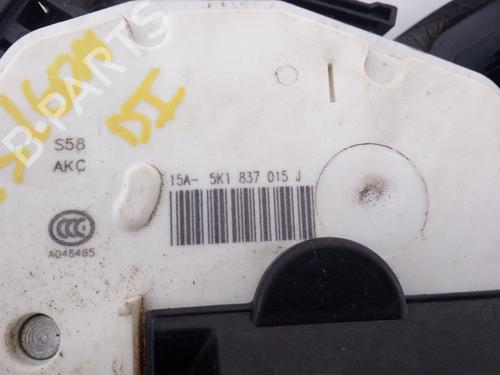 B-PARTS
S58
AKC
DI
15A- 5K1 837 015 J
CCC
A046465